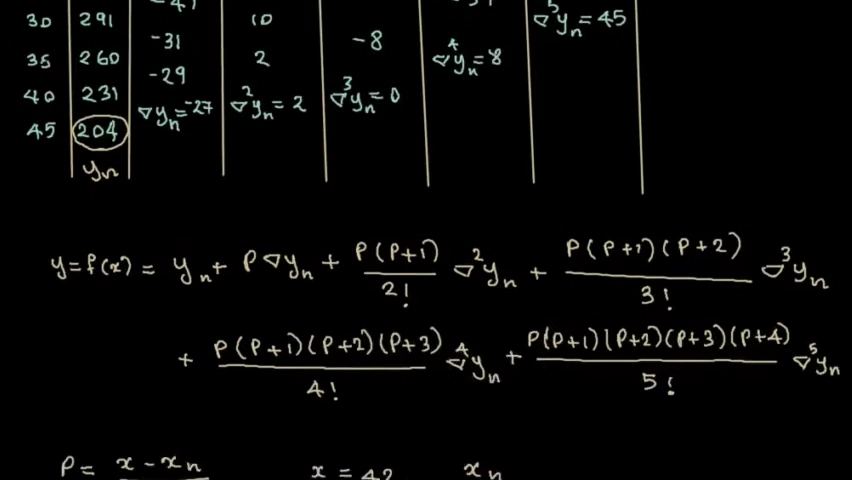 30 291 10 ∇⁵yₙ = 45
-31 -8
35 260 2 ∇⁴yₙ = 8
-29
40 231 ∇yₙ = -27 ∇²yₙ = 2 ∇³yₙ = 0
45 204
yₙ
y = f(x) = yₙ + P∇yₙ + P(P+1)/2! ∇²yₙ + P(P+1)(P+2)/3! ∇³yₙ
+ P(P+1)(P+2)(P+3)/4! ∇⁴yₙ + P(P+1)(P+2)(P+3)(P+4)/5! ∇⁵yₙ
P = x - xₙ x = 42 xₙ